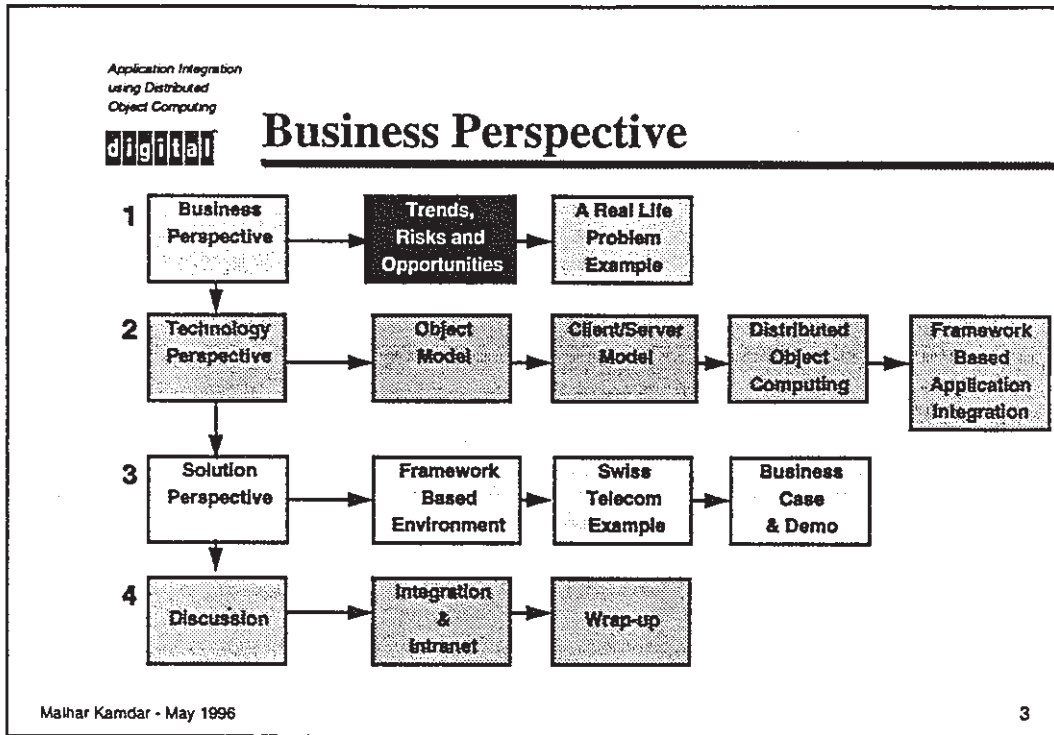 Application Integration
using Distributed
Object Computing
digital
Business Perspective
1
Business
Perspective
Trends,
Risks and
Opportunities
A Real Life
Problem
Example
2
Technology
Perspective
Object
Model
Client/Server
Model
Distributed
Object
Computing
Framework
Based
Application
Integration
3
Solution
Perspective
Framework
Based
Environment
Swiss
Telecom
Example
Business
Case
& Demo
4
Discussion
Integration
&
Intranet
Wrap-up
Malhar Kamdar - May 1996
3